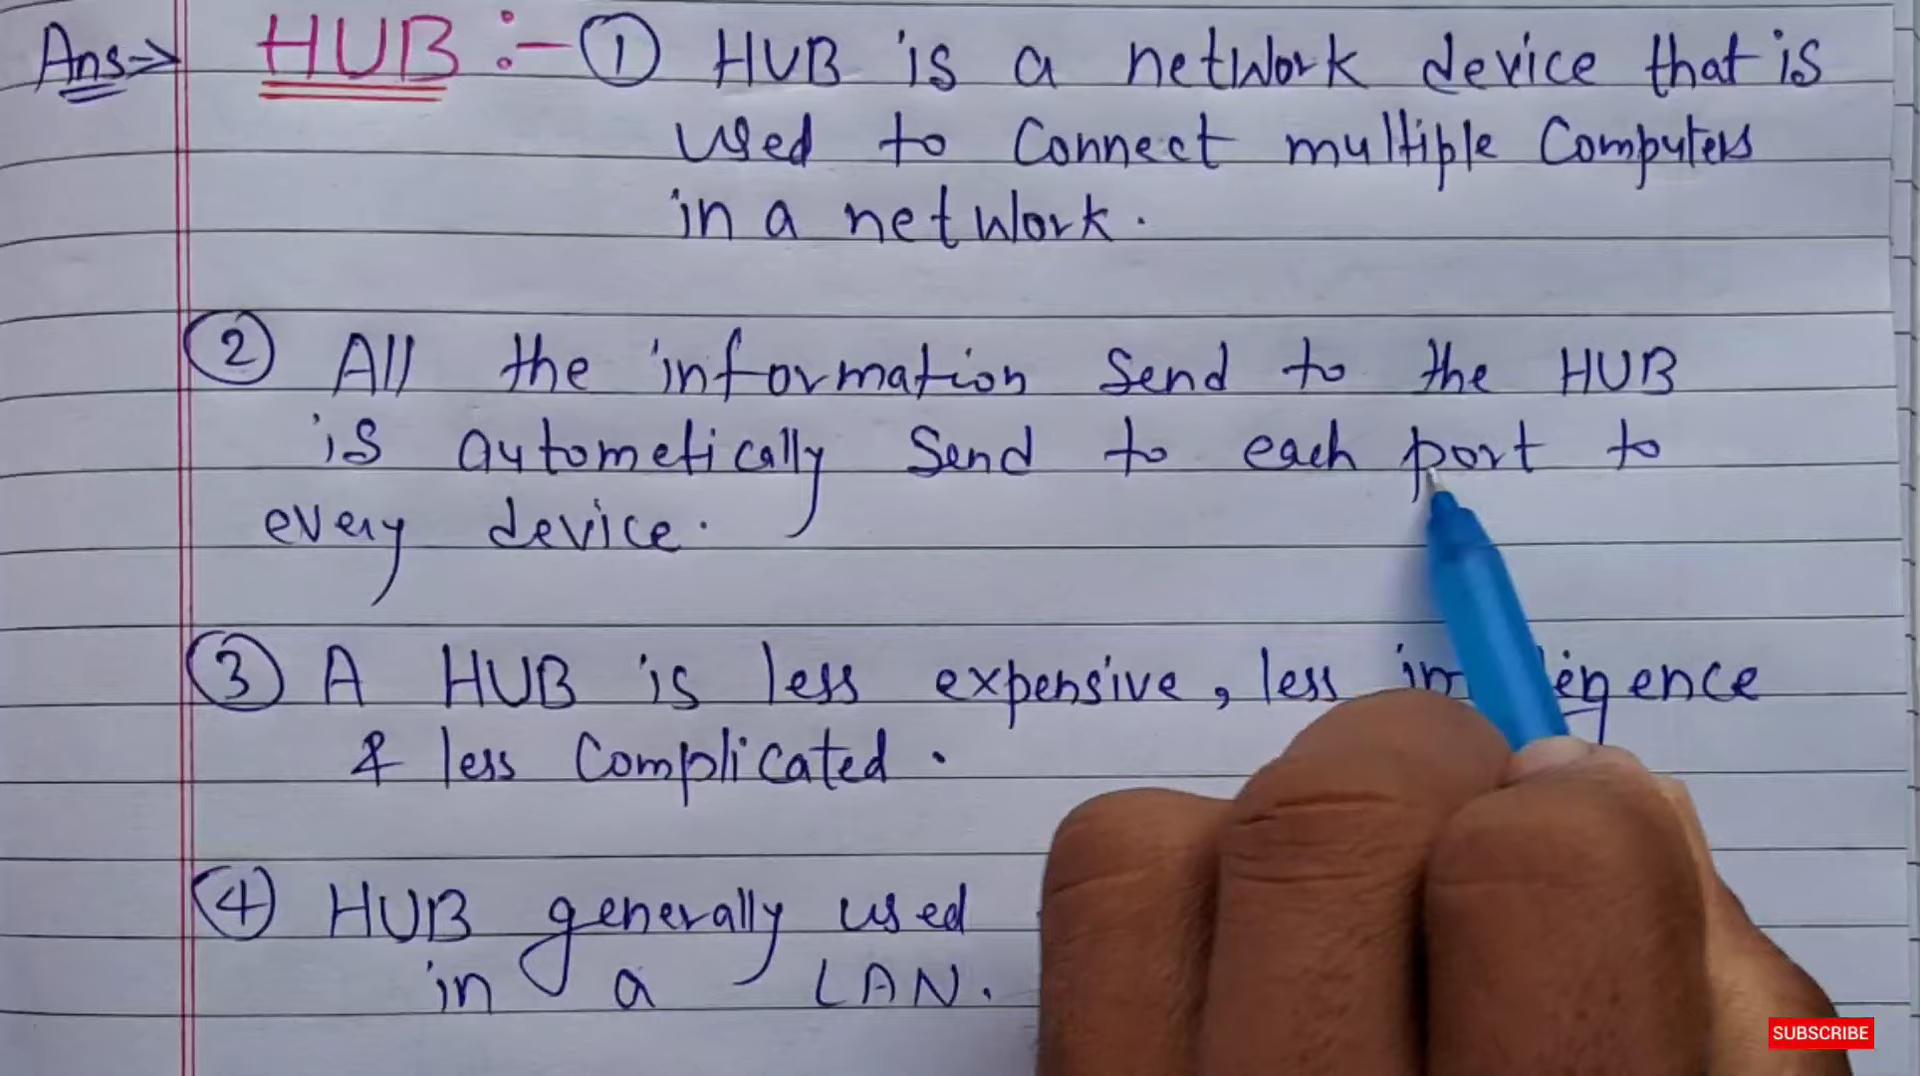 Ans→ HUB :- ① HUB is a network device that is
used to Connect multiple Computers
in a network.
② All the information Send to the HUB
is autometically Send to each port to
every device.
③ A HUB is less expensive, less
& less Complicated.
④ HUB generally used
in a LAN.
SUBSCRIBE